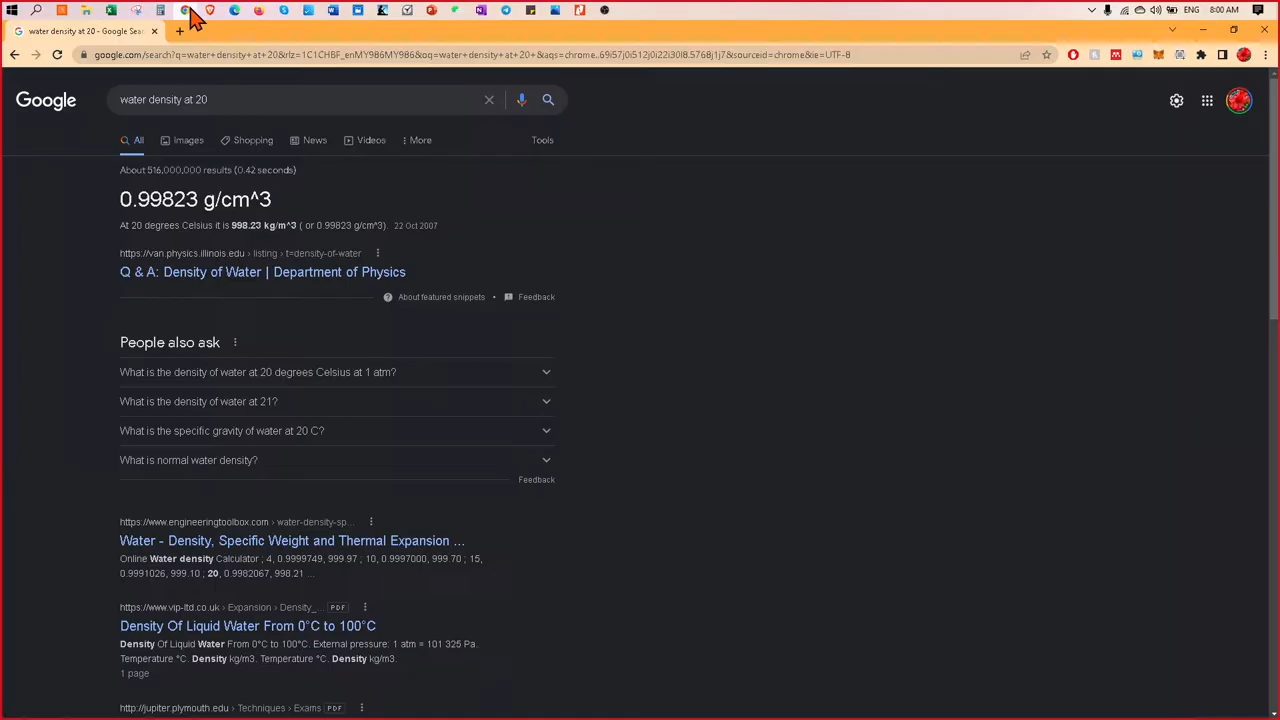 ENG
8:00 AM
water density at 20 - Google Sear
google.com/search?q=water+density+at+20&rlz=1C1CHBF_enMY986MY986&oq=water+density+at+20+&aqs=chrome..69i57j0i512j0i22i30l8.5768j1j7&sourceid=chrome&ie=UTF-8
Google
water density at 20
All
Images
Shopping
News
Videos
More
Tools
About 516,000,000 results (0.42 seconds)
0.99823 g/cm^3
At 20 degrees Celsius it is 998.23 kg/m^3 ( or 0.99823 g/cm^3). 22 Oct 2007
https://van.physics.illinois.edu › listing › t=density-of-water
Q & A: Density of Water | Department of Physics
About featured snippets • Feedback
People also ask
What is the density of water at 20 degrees Celsius at 1 atm?
What is the density of water at 21?
What is the specific gravity of water at 20 C?
What is normal water density?
Feedback
https://www.engineeringtoolbox.com › water-density-sp...
Water - Density, Specific Weight and Thermal Expansion ...
Online Water density Calculator ; 4, 0.9999749, 999.97 ; 10, 0.9997000, 999.70 ; 15,
0.9991026, 999.10 ; 20, 0.9982067, 998.21 ...
https://www.vip-ltd.co.uk › Expansion › Density_... PDF
Density Of Liquid Water From 0°C to 100°C
Density Of Liquid Water From 0°C to 100°C. External pressure: 1 atm = 101 325 Pa.
Temperature °C. Density kg/m3. Temperature °C. Density kg/m3.
1 page
http://jupiter.plymouth.edu › Techniques › Exams PDF